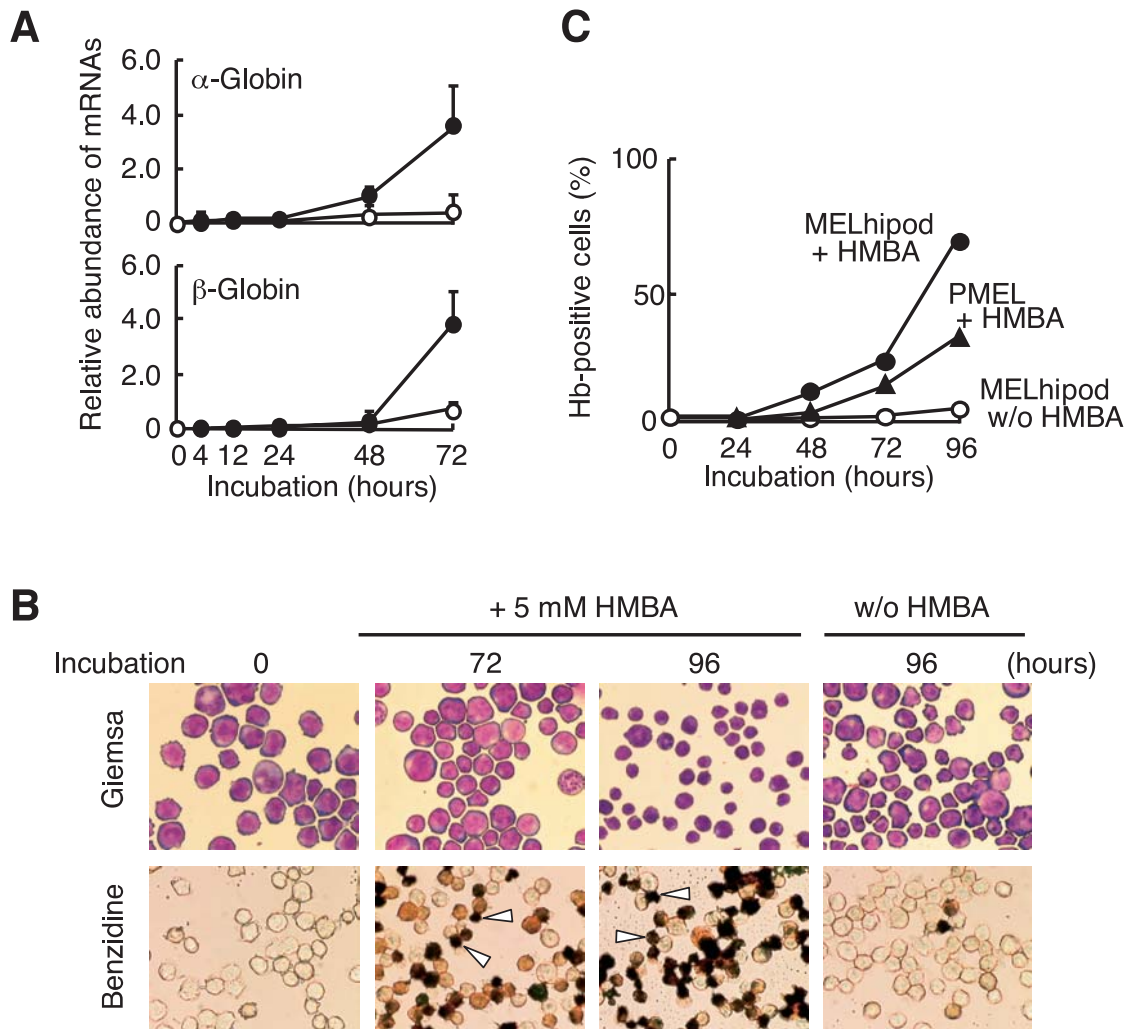 A
Relative abundance of mRNAs
6.0
α-Globin
4.0
2.0
0
6.0
β-Globin
4.0
2.0
0
0 4 12 24 48 72
Incubation (hours)
C
Hb-positive cells (%)
100
MELhipod
+ HMBA
50
PMEL
+ HMBA
MELhipod
w/o HMBA
0
0 24 48 72 96
Incubation (hours)
B
+ 5 mM HMBA w/o HMBA
Incubation 0 72 96 96 (hours)
Giemsa
Benzidine